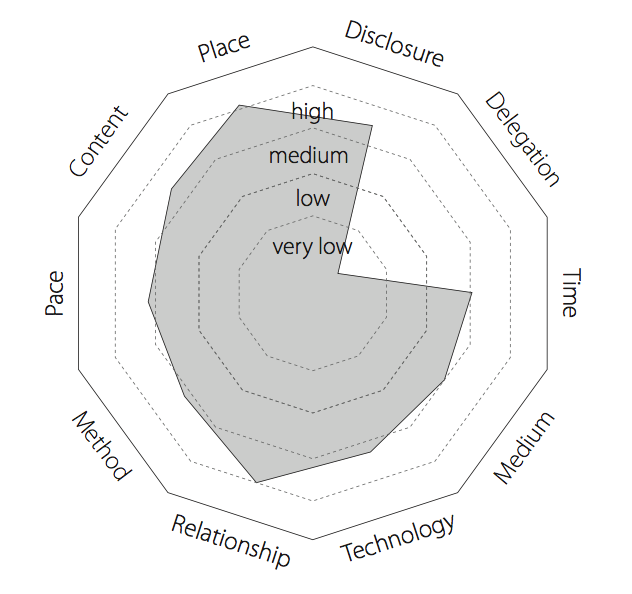 Place
Disclosure
Content
Delegation
high
medium
low
very low
Pace
Time
Method
Medium
Relationship
Technology